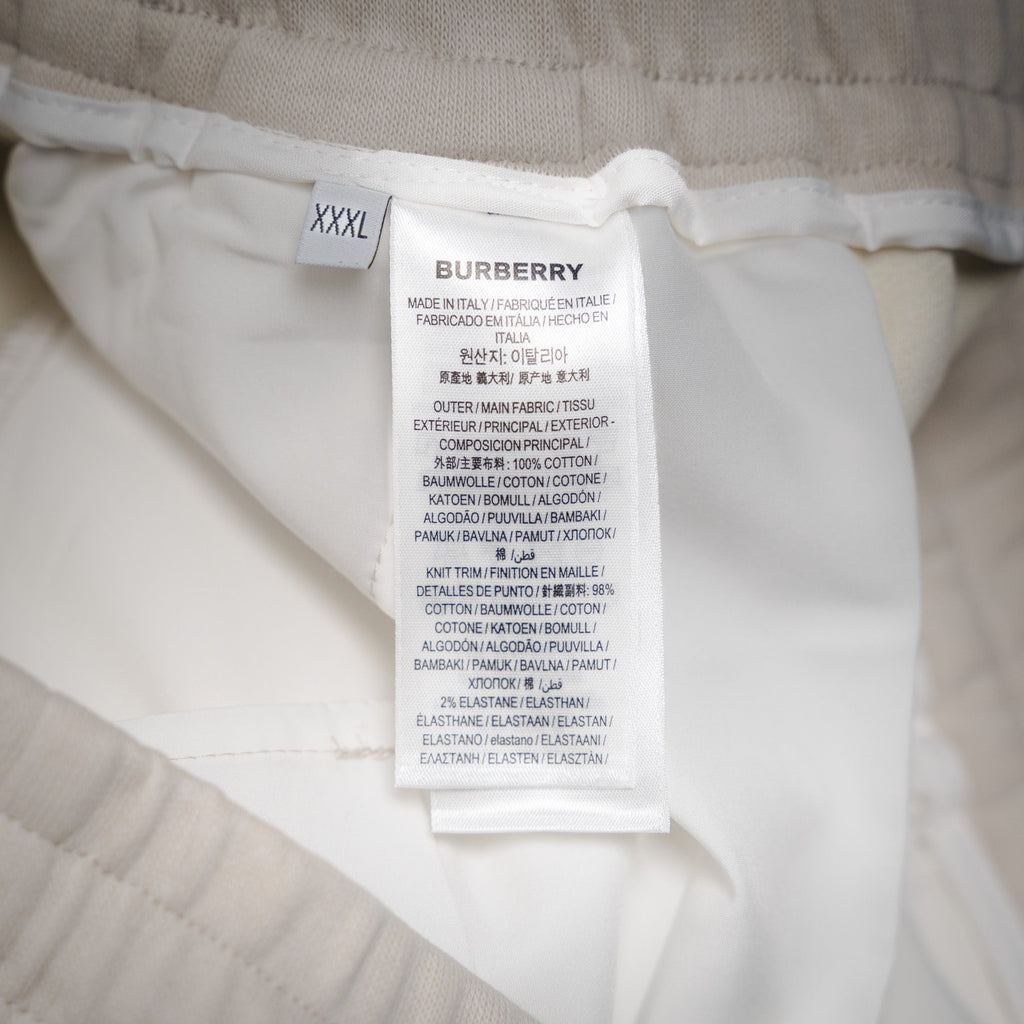 XXXL
BURBERRY
MADE IN ITALY / FABRIQUÉ EN ITALIE /
FABRICADO EM ITÁLIA / HECHO EN
ITALIA
원산지: 이탈리아
原產地 義大利/ 原产地 意大利
OUTER / MAIN FABRIC / TISSU
EXTÉRIEUR / PRINCIPAL / EXTERIOR -
COMPOSICION PRINCIPAL /
外部/主要布料: 100% COTTON /
BAUMWOLLE / COTON / COTONE /
KATOEN / BOMULL / ALGODÓN /
ALGODÃO / PUUVILLA / BAMBAKI /
PAMUK / BAVLNA / PAMUT / ХЛОПОК /
棉 /قطن/
KNIT TRIM / FINITION EN MAILLE /
DETALLES DE PUNTO / 針織副料: 98%
COTTON / BAUMWOLLE / COTON /
COTONE / KATOEN / BOMULL /
ALGODÓN / ALGODÃO / PUUVILLA /
BAMBAKI / PAMUK / BAVLNA / PAMUT /
ХЛОПОК / 棉 /قطن/
2% ELASTANE / ELASTHAN /
ÉLASTHANE / ELASTAAN / ELASTAN /
ELASTANO / elastano / ELASTAANI /
ΕΛΑΣΤΑΝΗ / ELASTEN / ELASZTÀN /